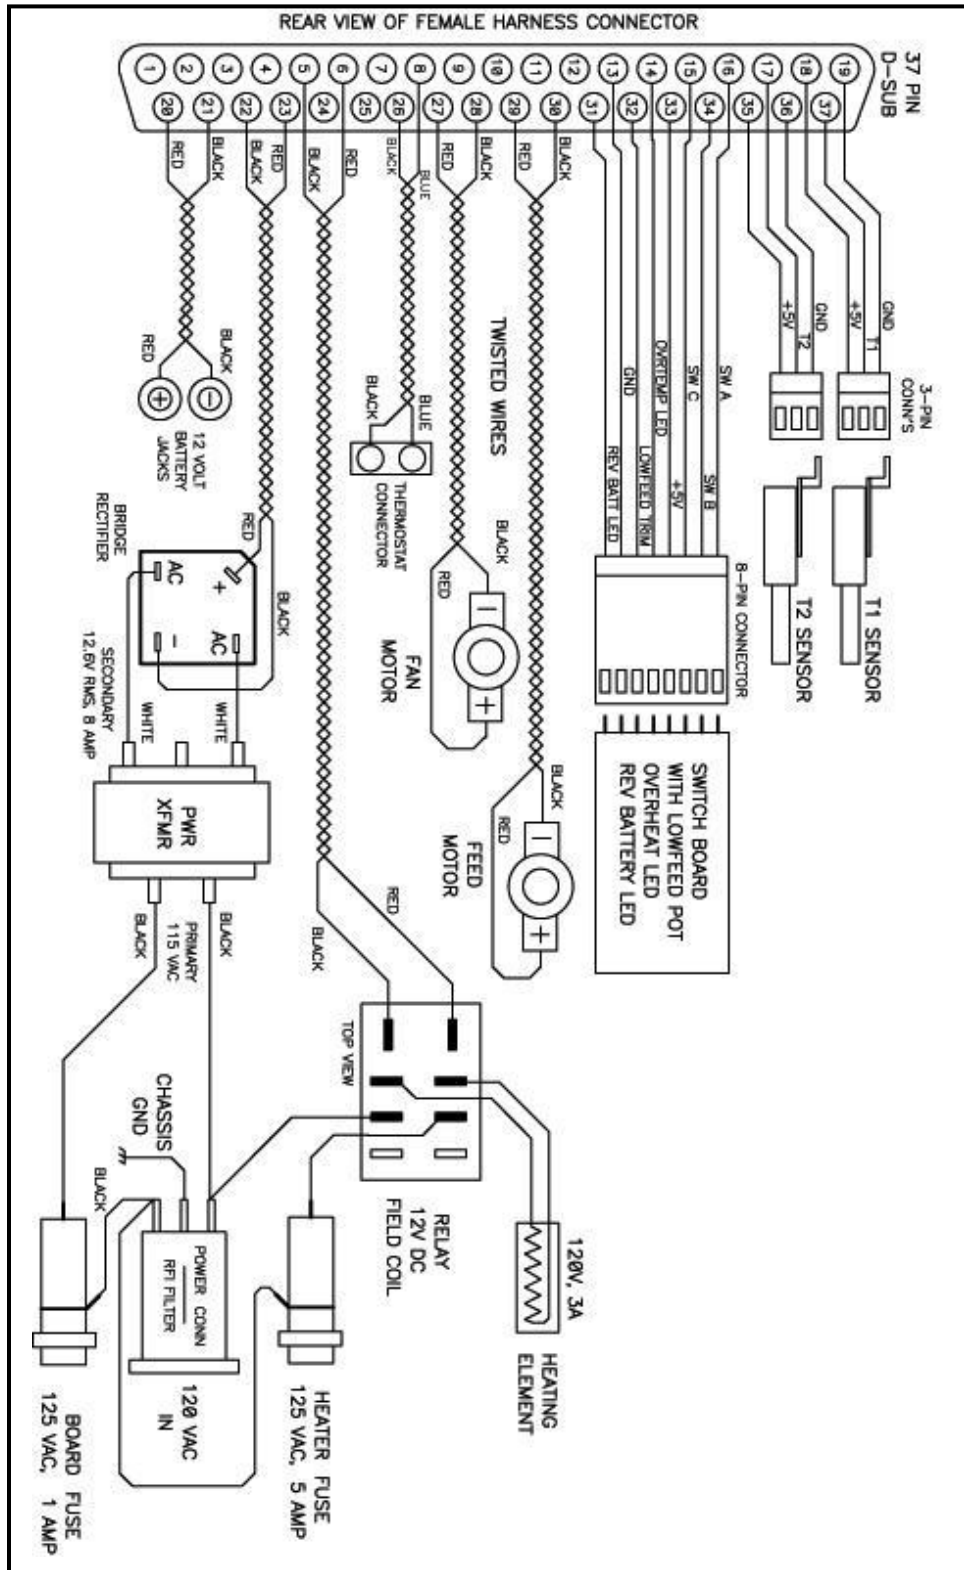 REAR VIEW OF FEMALE HARNESS CONNECTOR
37 PIN
D-SUB
1 2 3 4 5 6 7 8 9 10 11 12 13 14 15 16 17 18 19
20 21 22 23 24 25 26 27 28 29 30 31 32 33 34 35 36 37
RED
BLACK
BLACK
RED
BLACK
RED
BLACK
BLUE
RED
BLACK
RED
BLACK
RED
BLACK
12 VOLT
BATTERY
JACKS
BLACK
BLUE
THERMOSTAT
CONNECTOR
TWISTED WIRES
REV BATT LED
GND
LOWFEED TRIM
OVRTEMP LED
+5V
SW C
SW B
SW A
+5V
T2
GND
+5V
T1
GND
3-PIN
CONN'S
BRIDGE
RECTIFIER
AC
+
-
AC
RED
BLACK
SECONDARY
12.6V RMS, 8 AMP
WHITE
WHITE
BLACK
RED
FAN
MOTOR
8-PIN CONNECTOR
T2 SENSOR
T1 SENSOR
PWR
XFMR
BLACK
RED
FEED
MOTOR
SWITCH BOARD
WITH LOWFEED POT
OVERHEAT LED
REV BATTERY LED
BLACK
PRIMARY
115 VAC
BLACK
BLACK
RED
TOP VIEW
RELAY
12V DC
FIELD COIL
CHASSIS
GND
BLACK
POWER CONN
RFI FILTER
120V, 3A
HEATING
ELEMENT
120 VAC
IN
HEATER FUSE
125 VAC, 5 AMP
BOARD FUSE
125 VAC, 1 AMP